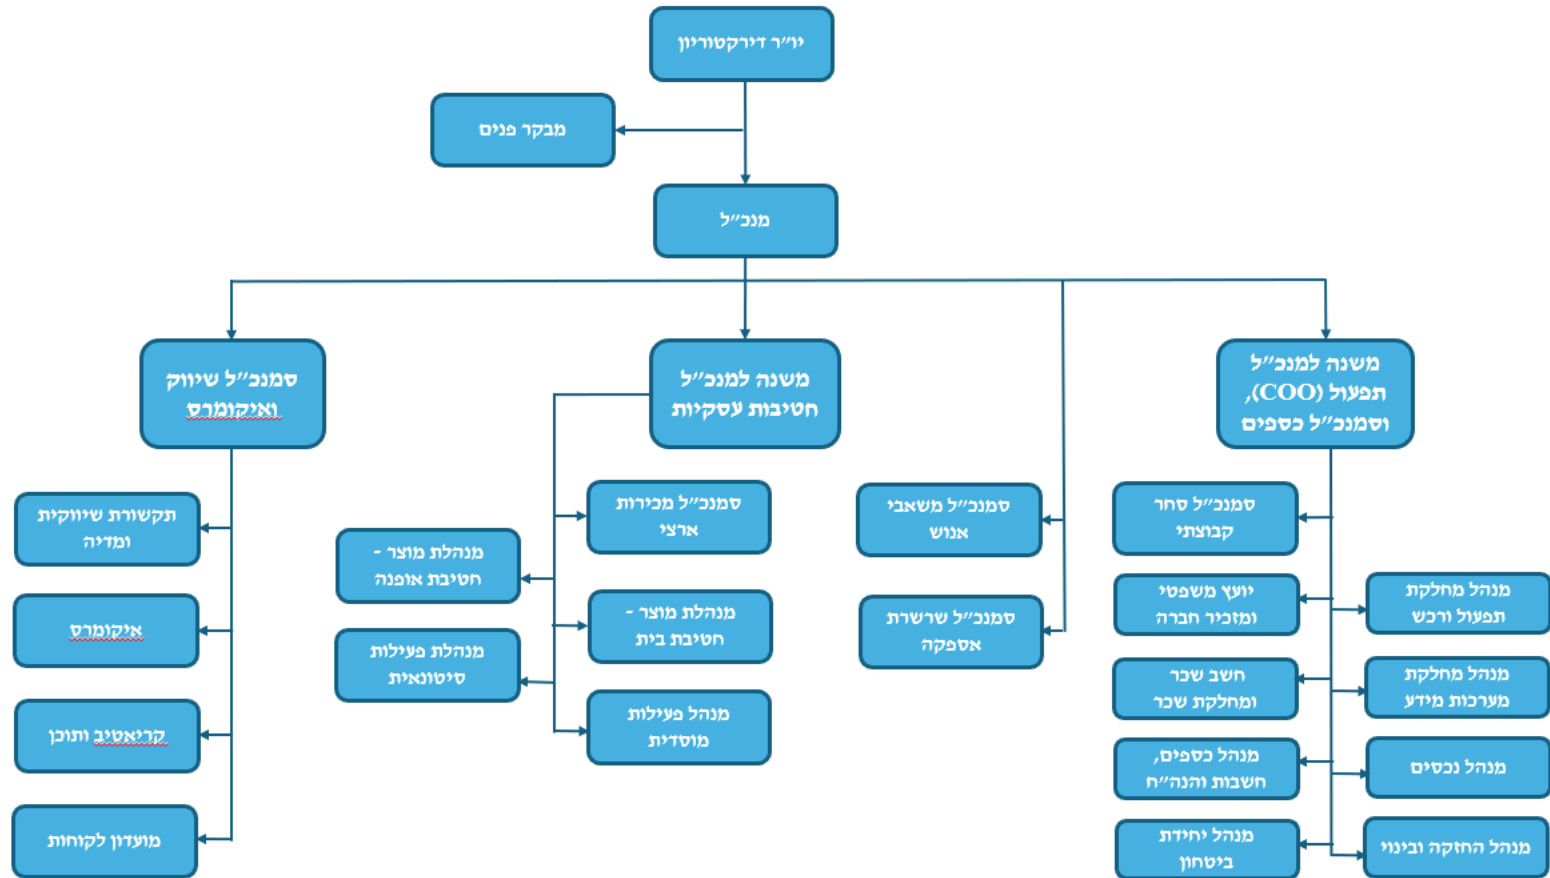 יו״ר דירקטוריון
מבקר פנים
מנכ״ל
משנה למנכ״ל
תפעול (COO),
וסמנכ״ל כספים
משנה למנכ״ל
חטיבות עסקיות
סמנכ״ל שיווק
ואיקומרס
מנהל מחלקת
תפעול ורכש
מנהל מחלקת
מערכות מידע
מנהל נכסים
מנהל החזקה ובינוי
סמנכ״ל סחר
קבוצתי
יועץ משפטי
ומזכיר חברה
חשב שכר
ומחלקת שכר
מנהל כספים,
חשבות והנה״ח
מנהל יחידת
ביטחון
סמנכ״ל משאבי
אנוש
סמנכ״ל שרשרת
אספקה
סמנכ״ל מכירות
ארצי
מנהלת מוצר -
חטיבת בית
מנהל פעילות
מוסדית
מנהלת מוצר -
חטיבת אופנה
מנהלת פעילות
סיטונאית
תקשורת שיווקית
ומדיה
איקומרס
קריאטיב ותוכן
מועדון לקוחות